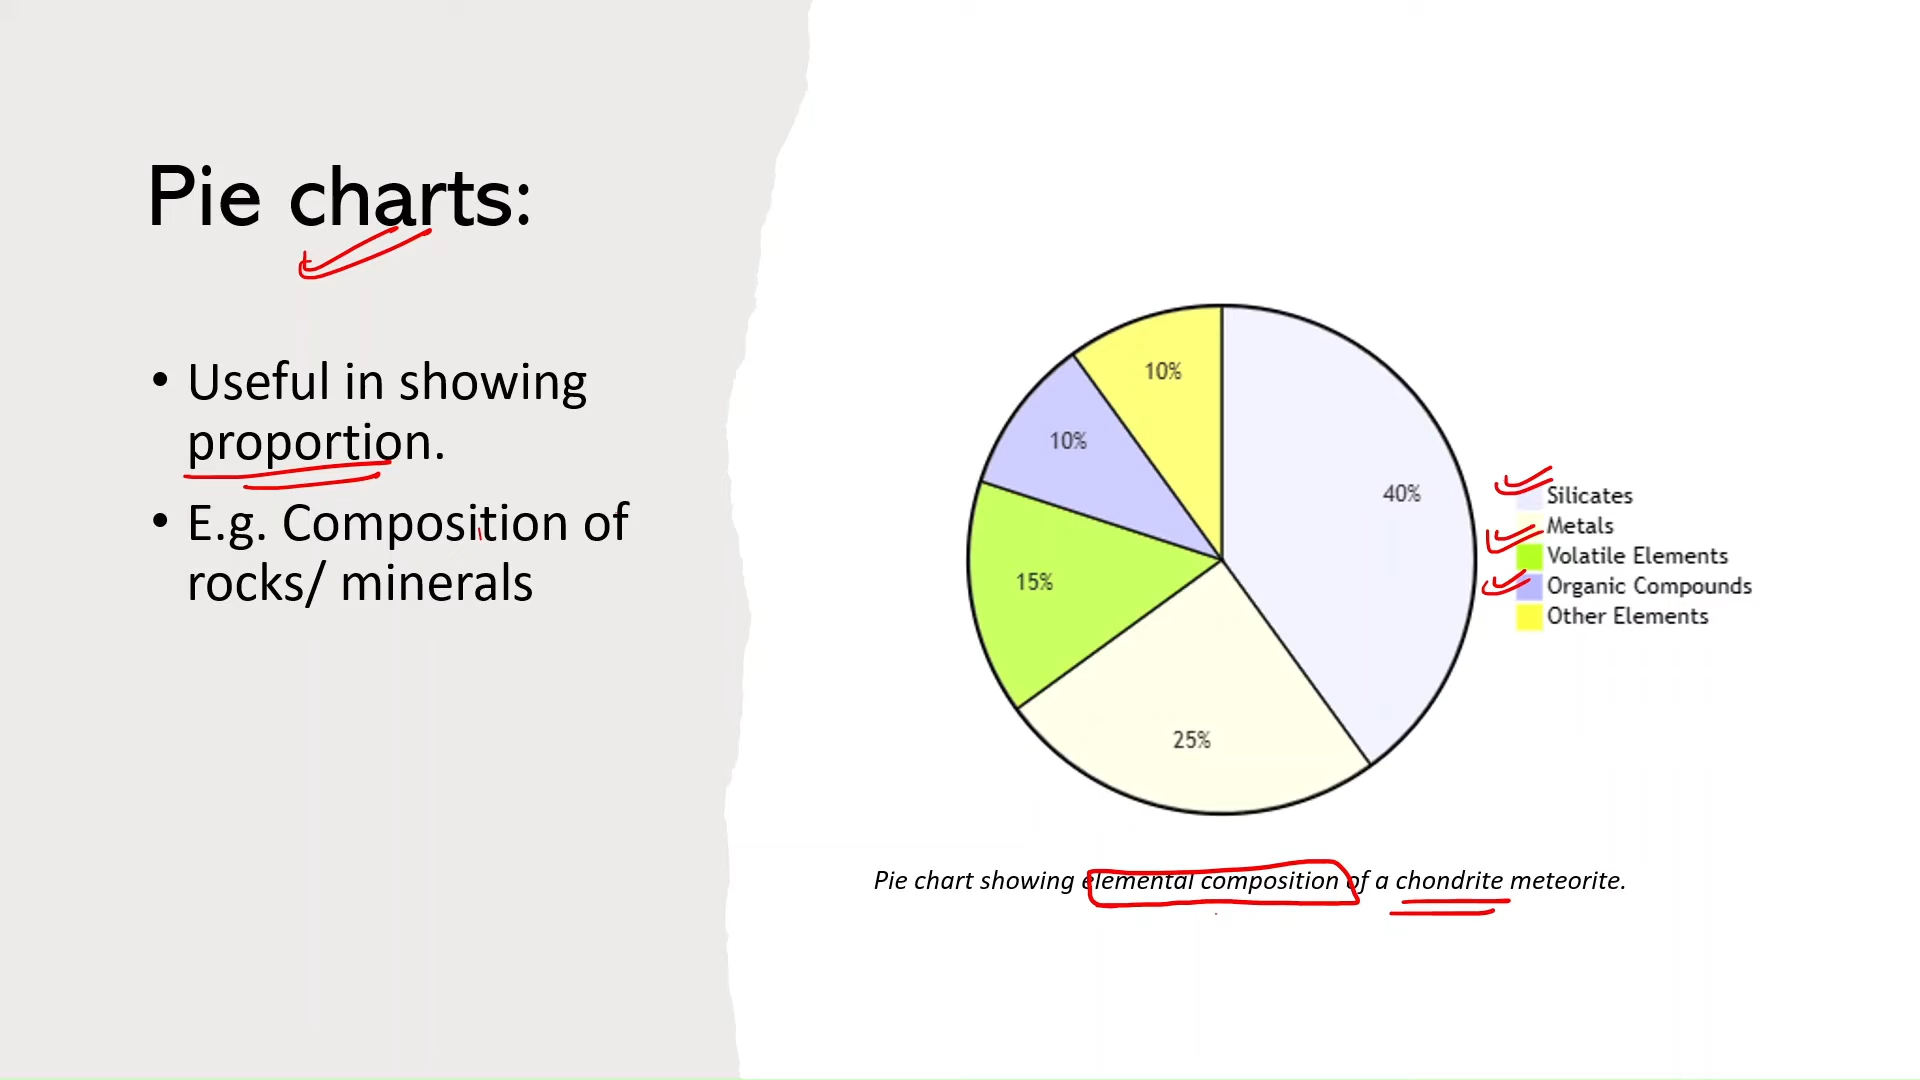 Pie charts:
• Useful in showing
proportion.
• E.g. Composition of
rocks/ minerals
10%
10%
40%
15%
25%
Silicates
Metals
Volatile Elements
Organic Compounds
Other Elements
Pie chart showing elemental composition of a chondrite meteorite.